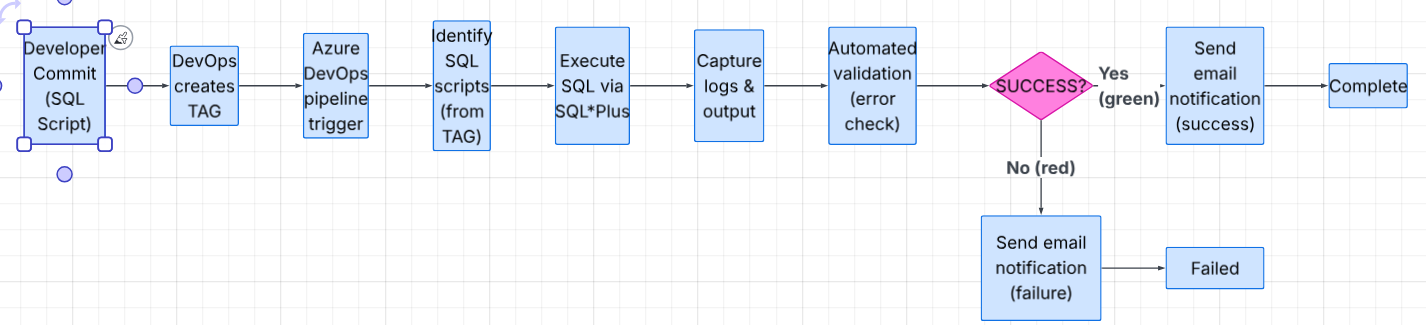 Developer
Commit
(SQL
Script)
DevOps
creates
TAG
Azure
DevOps
pipeline
trigger
Identify
SQL
scripts
(from
TAG)
Execute
SQL via
SQL*Plus
Capture
logs &
output
Automated
validation
(error
check)
SUCCESS?
Yes
(green)
Send
email
notification
(success)
Complete
No (red)
Send email
notification
(failure)
Failed